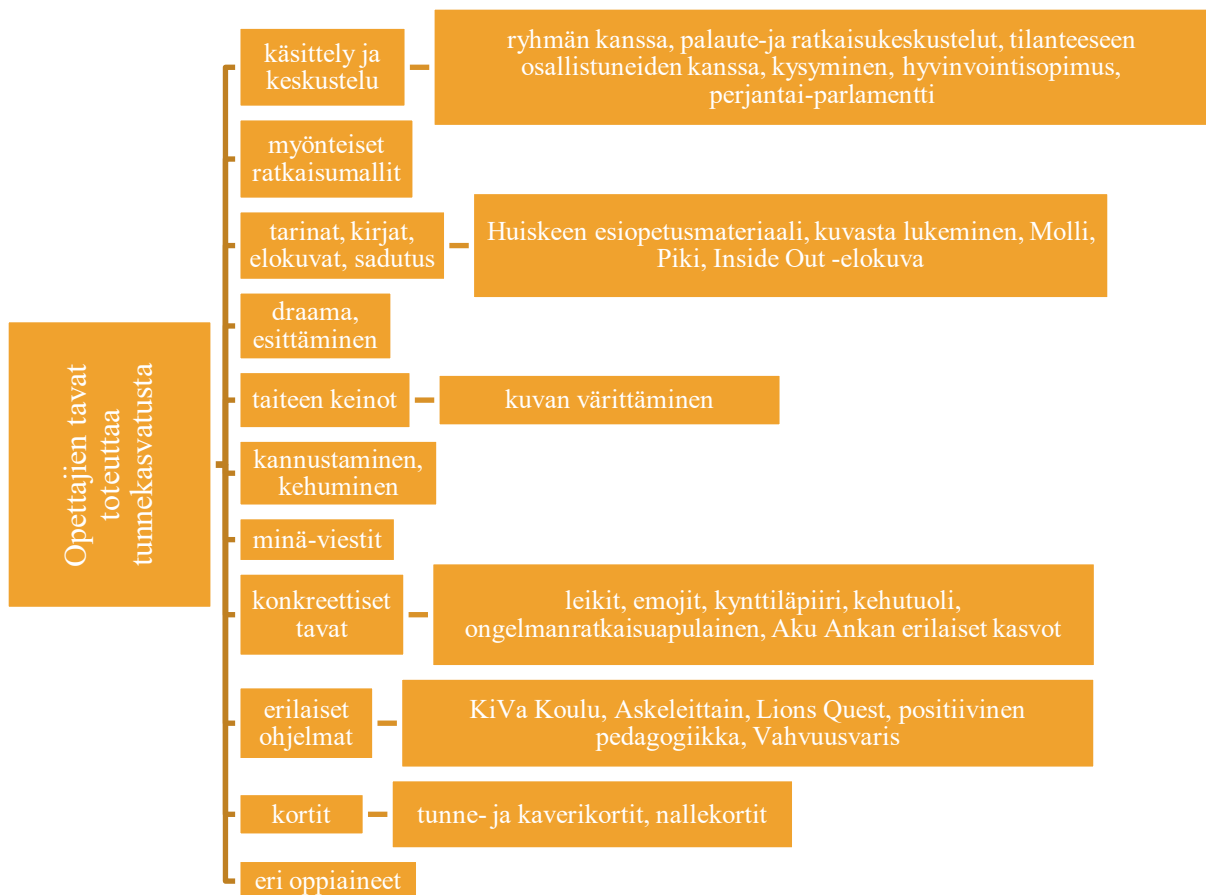 Opettajien tavat
toteuttaa
tunnekasvatusta
käsittely ja
keskustelu
ryhmän kanssa, palaute-ja ratkaisukeskustelut, tilanteeseen
osallistuneiden kanssa, kysyminen, hyvinvointisopimus,
perjantai-parlamentti
myönteiset
ratkaisumallit
tarinat, kirjat,
elokuvat, sadutus
Huiskeen esiopetusmateriaali, kuvasta lukeminen, Molli,
Piki, Inside Out -elokuva
draama,
esittäminen
taiteen keinot
kuvan värittäminen
kannustaminen,
kehuminen
minä-viestit
konkreettiset
tavat
leikit, emojit, kynttiläpiiri, kehutuoli,
ongelmanratkaisuapulainen, Aku Ankan erilaiset kasvot
erilaiset
ohjelmat
KiVa Koulu, Askeleittain, Lions Quest, positiivinen
pedagogiikka, Vahvuusvaris
kortit
tunne- ja kaverikortit, nallekortit
eri oppiaineet